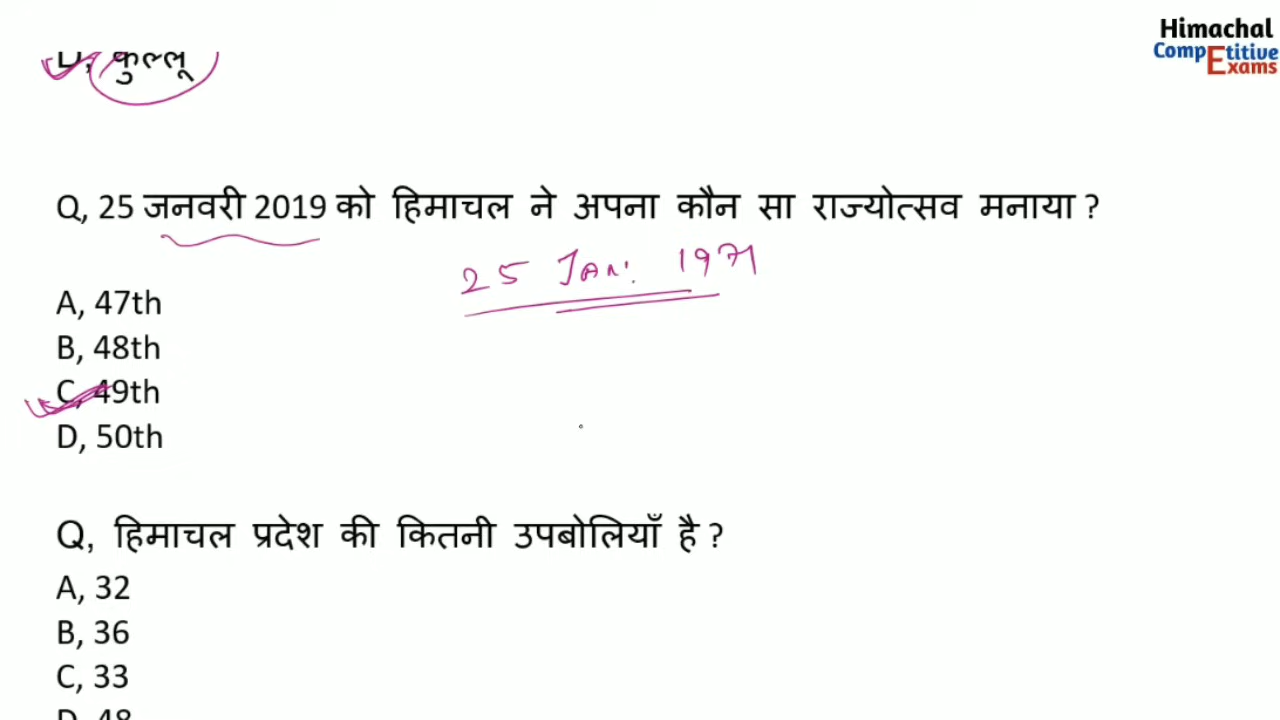 Himachal
CompEtitive
Exams
D, कुल्लू
Q, 25 जनवरी 2019 को हिमाचल ने अपना कौन सा राज्योत्सव मनाया ?
25 Jan. 1971
A, 47th
B, 48th
C, 49th
D, 50th
Q, हिमाचल प्रदेश की कितनी उपबोलियाँ है ?
A, 32
B, 36
C, 33
D, 48